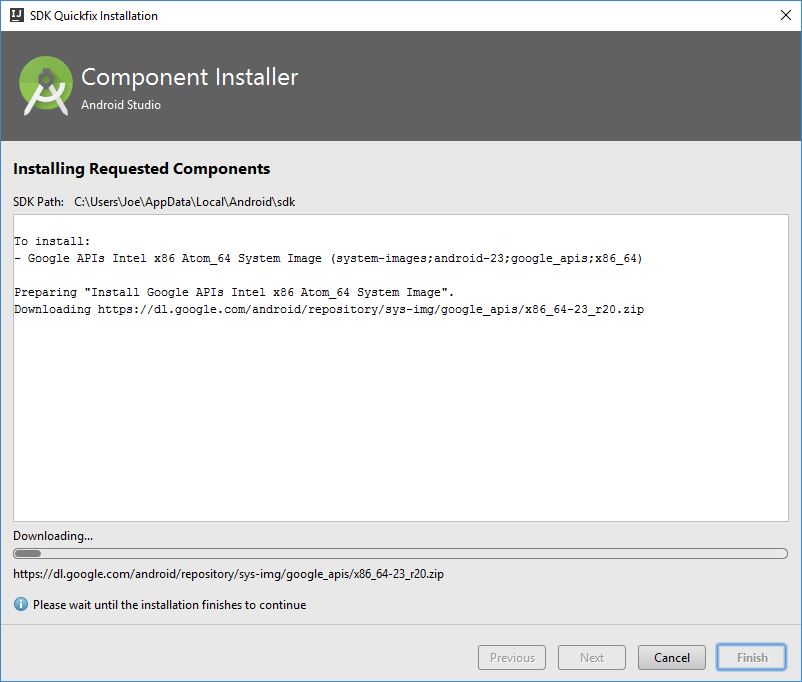 IJ SDK Quickfix Installation
Component Installer
Android Studio
Installing Requested Components
SDK Path: C:\Users\Joe\AppData\Local\Android\sdk
To install:
- Google APIs Intel x86 Atom_64 System Image (system-images;android-23;google_apis;x86_64)
Preparing "Install Google APIs Intel x86 Atom_64 System Image".
Downloading https://dl.google.com/android/repository/sys-img/google_apis/x86_64-23_r20.zip
Downloading...
https://dl.google.com/android/repository/sys-img/google_apis/x86_64-23_r20.zip
Please wait until the installation finishes to continue
Previous Next Cancel Finish